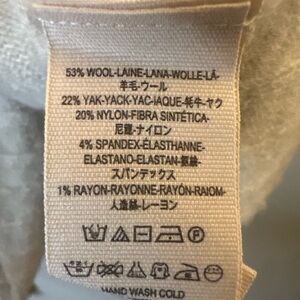 53% WOOL-LAINE-LANA-WOLLE-LÃ-
羊毛-ウール
22% YAK-YACK-YAC-IAQUE-牦牛-ヤク
20% NYLON-FIBRA SINTÉTICA-
尼龍-ナイロン
4% SPANDEX-ÉLASTHANNE-
ELASTANO-ELASTAN-氨綸-
スパンデックス
1% RAYON-RAYONNE-RAYÓN-RAIOM-
人造絲-レーヨン
HAND WASH COLD